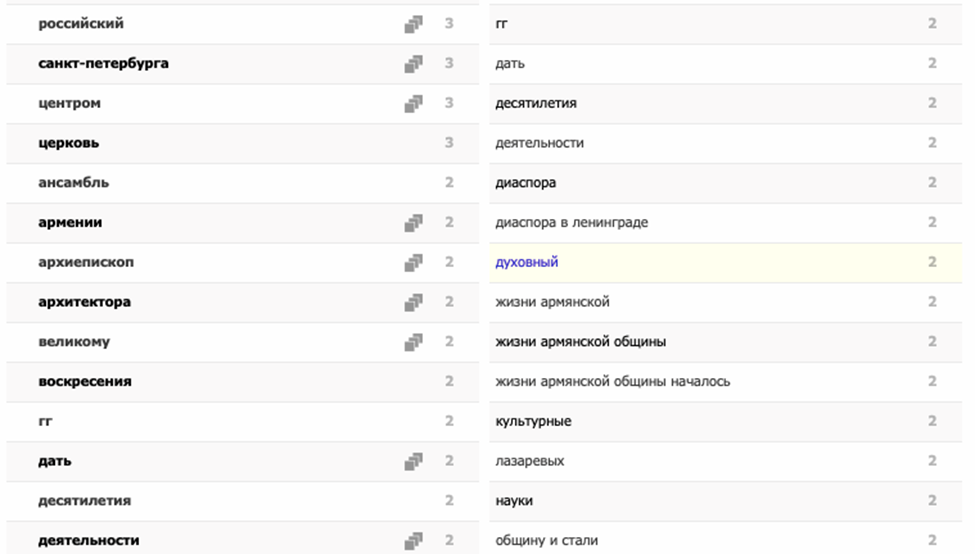 российский 3
санкт-петербурга 3
центром 3
церковь 3
ансамбль 2
армении 2
архиепископ 2
архитектора 2
великому 2
воскресения 2
гг 2
дать 2
десятилетия 2
деятельности 2
гг 2
дать 2
десятилетия 2
деятельности 2
диаспора 2
диаспора в ленинграде 2
духовный 2
жизни армянской 2
жизни армянской общины 2
жизни армянской общины началось 2
культурные 2
лазаревых 2
науки 2
общину и стали 2